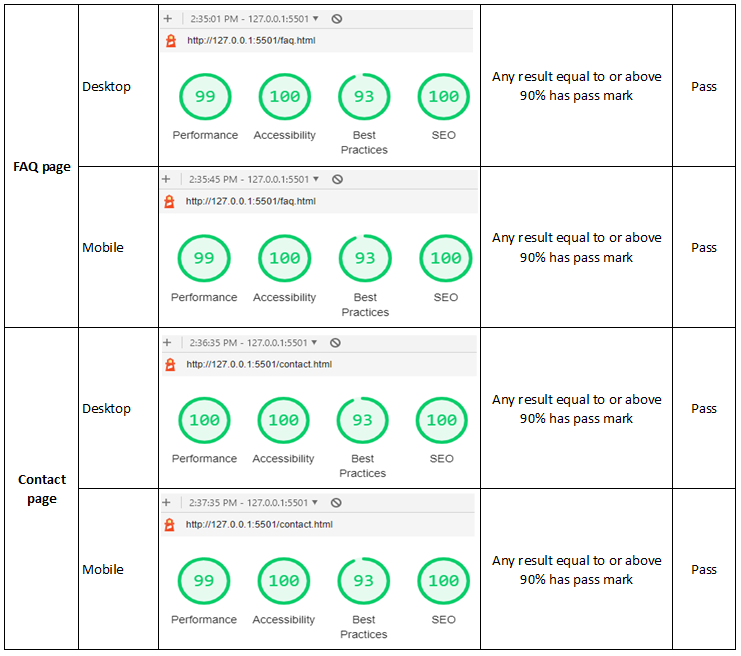 FAQ page
Desktop
2:35:01 PM - 127.0.0.1:5501
http://127.0.0.1:5501/faq.html
99 100 93 100
Performance Accessibility Best Practices SEO
Any result equal to or above
90% has pass mark
Pass
Mobile
2:35:45 PM - 127.0.0.1:5501
http://127.0.0.1:5501/faq.html
99 100 93 100
Performance Accessibility Best Practices SEO
Any result equal to or above
90% has pass mark
Pass
Contact
page
Desktop
2:36:35 PM - 127.0.0.1:5501
http://127.0.0.1:5501/contact.html
100 100 93 100
Performance Accessibility Best Practices SEO
Any result equal to or above
90% has pass mark
Pass
Mobile
2:37:35 PM - 127.0.0.1:5501
http://127.0.0.1:5501/contact.html
99 100 93 100
Performance Accessibility Best Practices SEO
Any result equal to or above
90% has pass mark
Pass